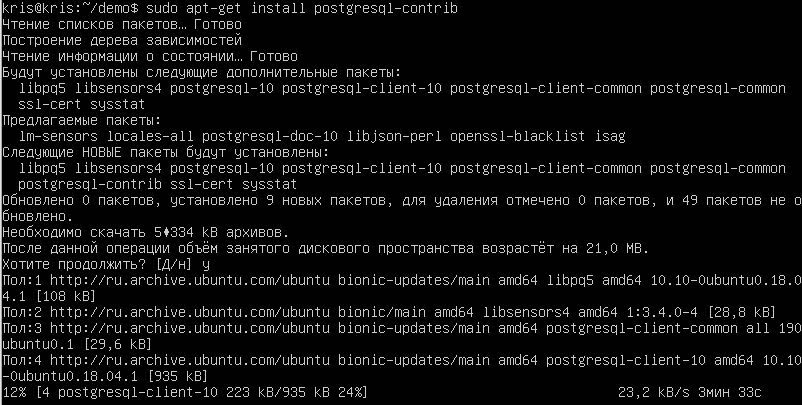 kris@kris:~/demo$ sudo apt-get install postgresql-contrib
Чтение списков пакетов… Готово
Построение дерева зависимостей
Чтение информации о состоянии… Готово
Будут установлены следующие дополнительные пакеты:
  libpq5 libsensors4 postgresql-10 postgresql-client-10 postgresql-client-common postgresql-common
  ssl-cert sysstat
Предлагаемые пакеты:
  lm-sensors locales-all postgresql-doc-10 libjson-perl openssl-blacklist isag
Следующие НОВЫЕ пакеты будут установлены:
  libpq5 libsensors4 postgresql-10 postgresql-client-10 postgresql-client-common postgresql-common
  postgresql-contrib ssl-cert sysstat
Обновлено 0 пакетов, установлено 9 новых пакетов, для удаления отмечено 0 пакетов, и 49 пакетов не о
бновлено.
Необходимо скачать 5♦334 kB архивов.
После данной операции объём занятого дискового пространства возрастёт на 21,0 MB.
Хотите продолжить? [Д/н] y
Пол:1 http://ru.archive.ubuntu.com/ubuntu bionic-updates/main amd64 libpq5 amd64 10.10-0ubuntu0.18.0
4.1 [108 kB]
Пол:2 http://ru.archive.ubuntu.com/ubuntu bionic/main amd64 libsensors4 amd64 1:3.4.0-4 [28,8 kB]
Пол:3 http://ru.archive.ubuntu.com/ubuntu bionic-updates/main amd64 postgresql-client-common all 190
ubuntu0.1 [29,6 kB]
Пол:4 http://ru.archive.ubuntu.com/ubuntu bionic-updates/main amd64 postgresql-client-10 amd64 10.10
-0ubuntu0.18.04.1 [935 kB]
12% [4 postgresql-client-10 223 kB/935 kB 24%] 23,2 kB/s 3мин 33с